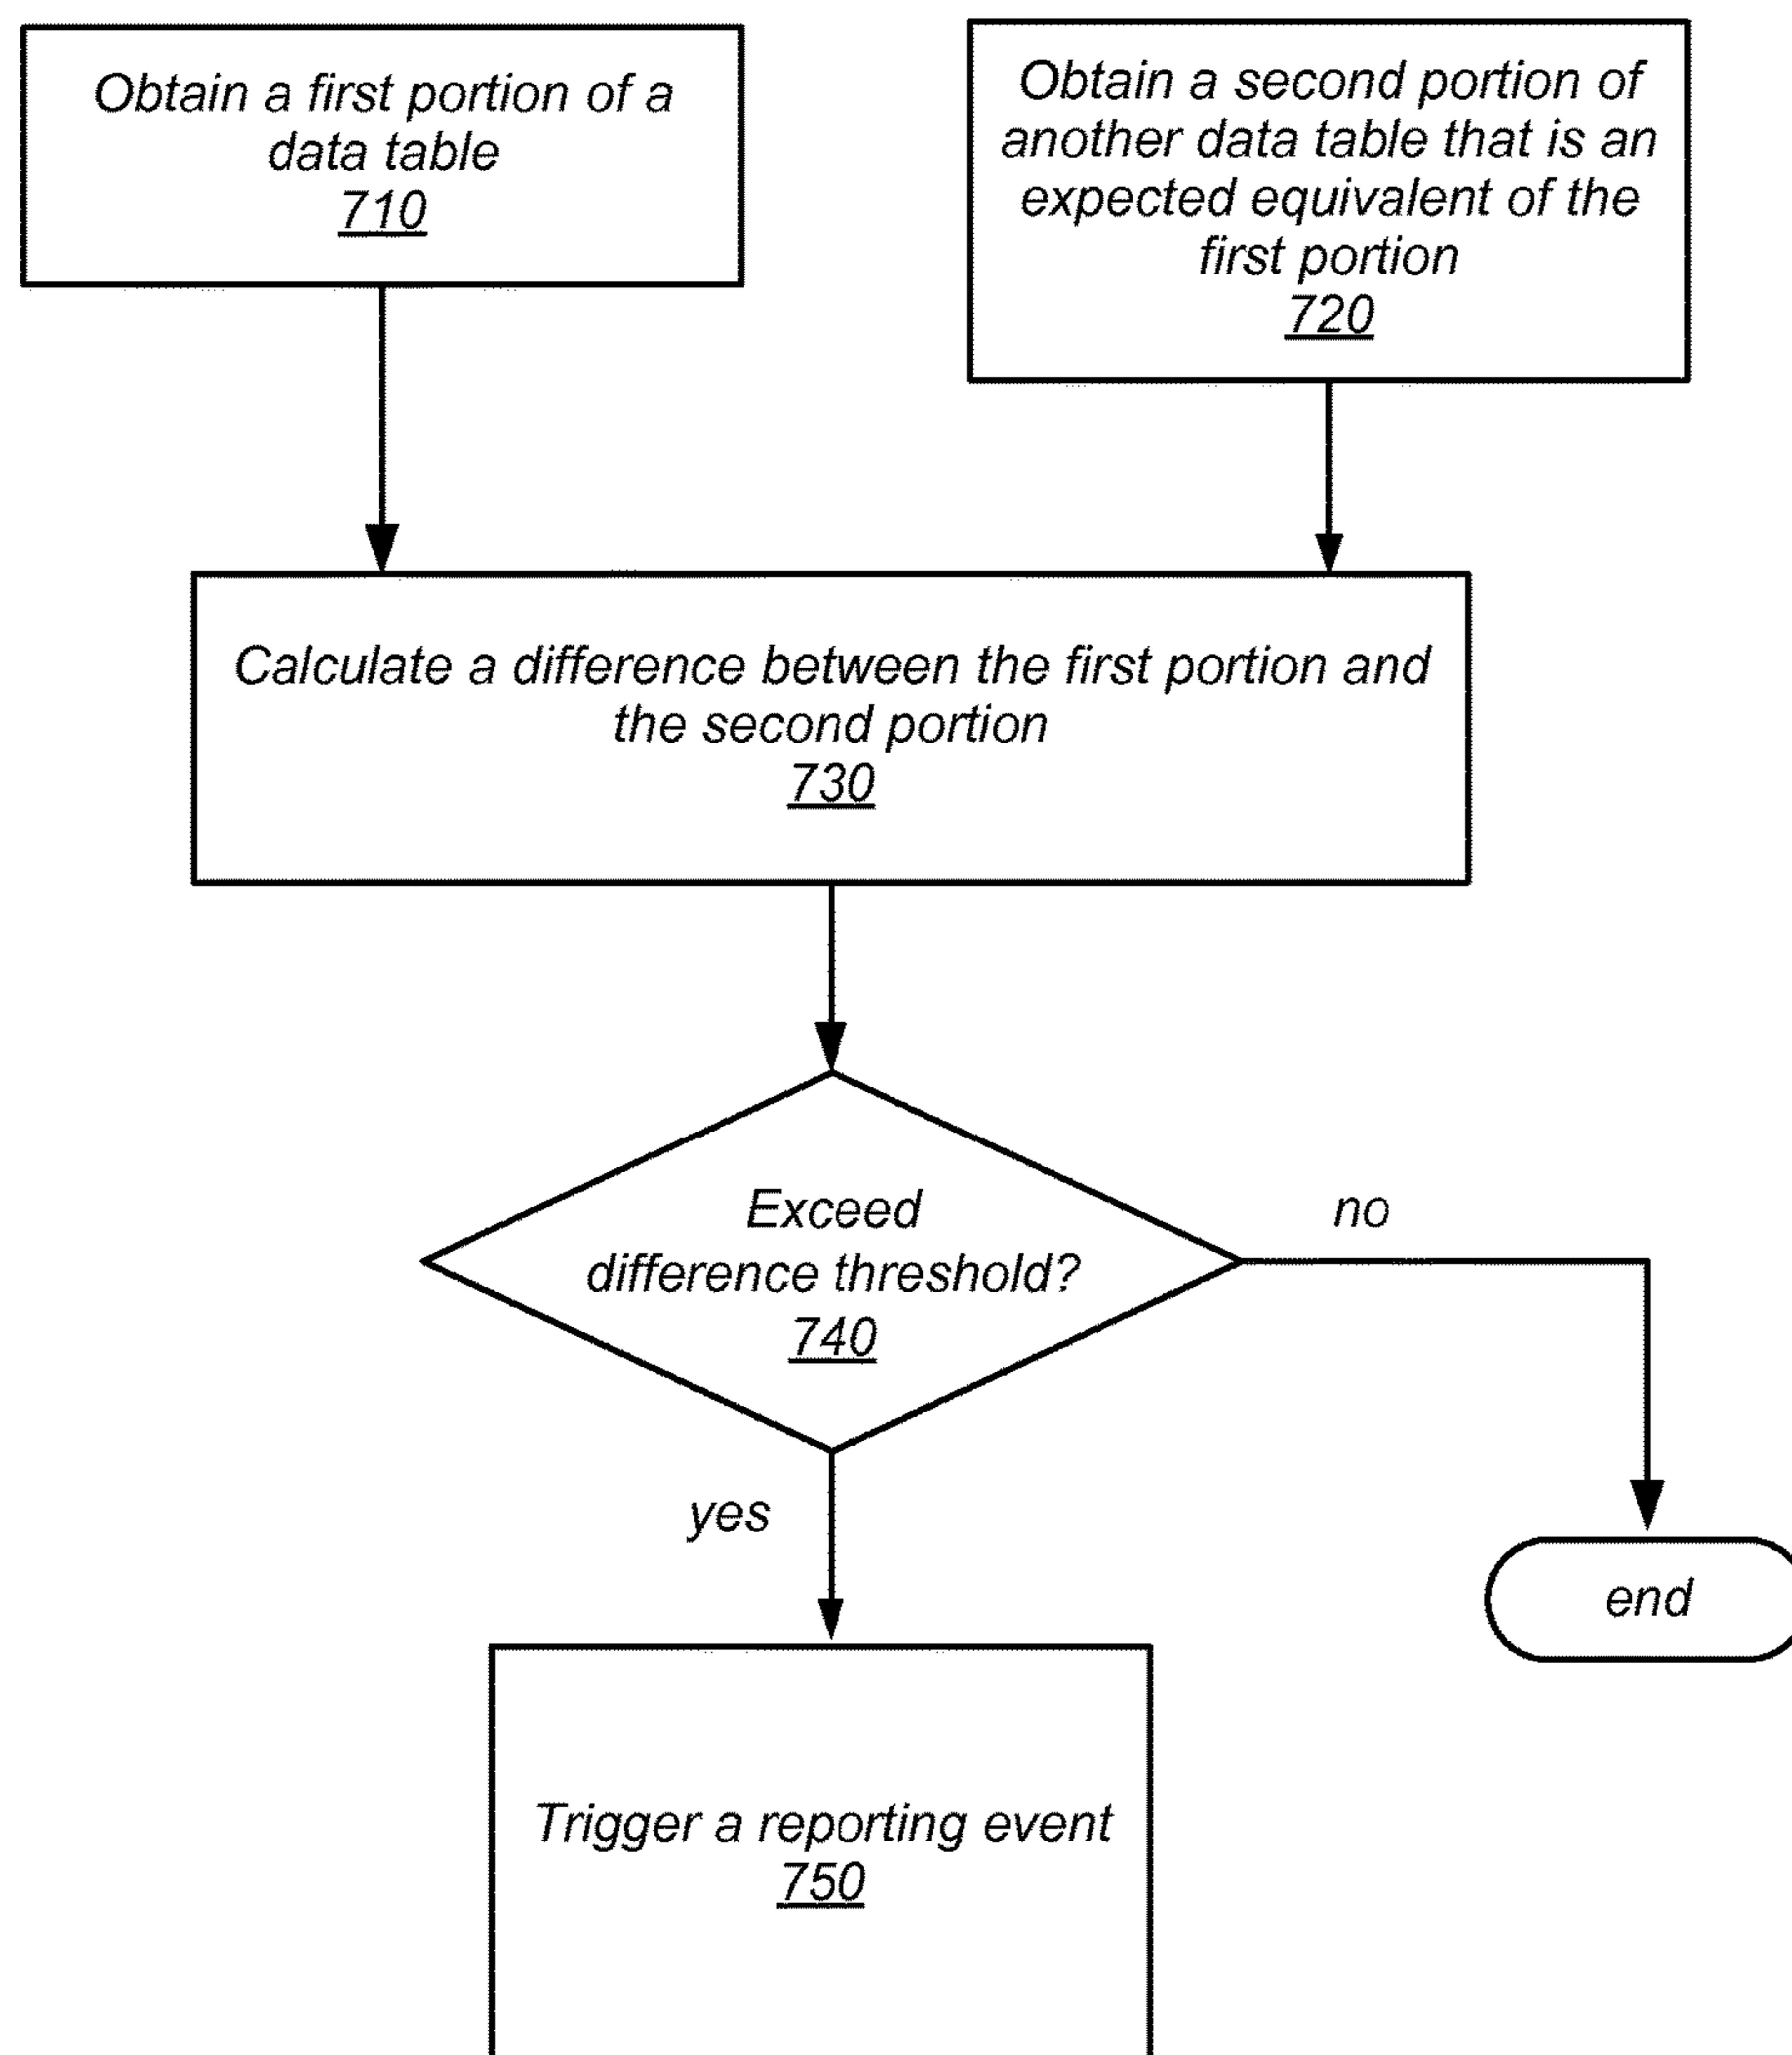 Obtain a first portion of a
data table
710
Obtain a second portion of
another data table that is an
expected equivalent of the
first portion
720
Calculate a difference between the first portion and
the second portion
730
Exceed
difference threshold?
740
no
yes
end
Trigger a reporting event
750